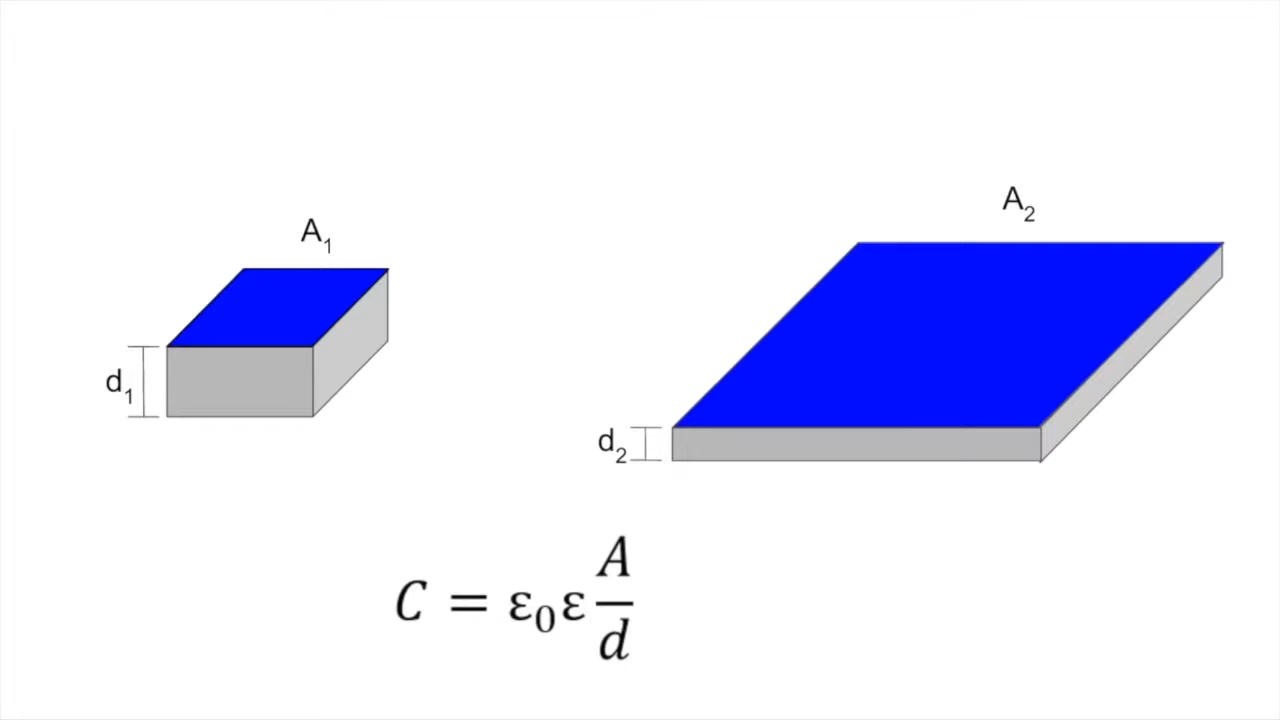 A₂
A₁
d₁
d₂
C = ε₀ε A/d